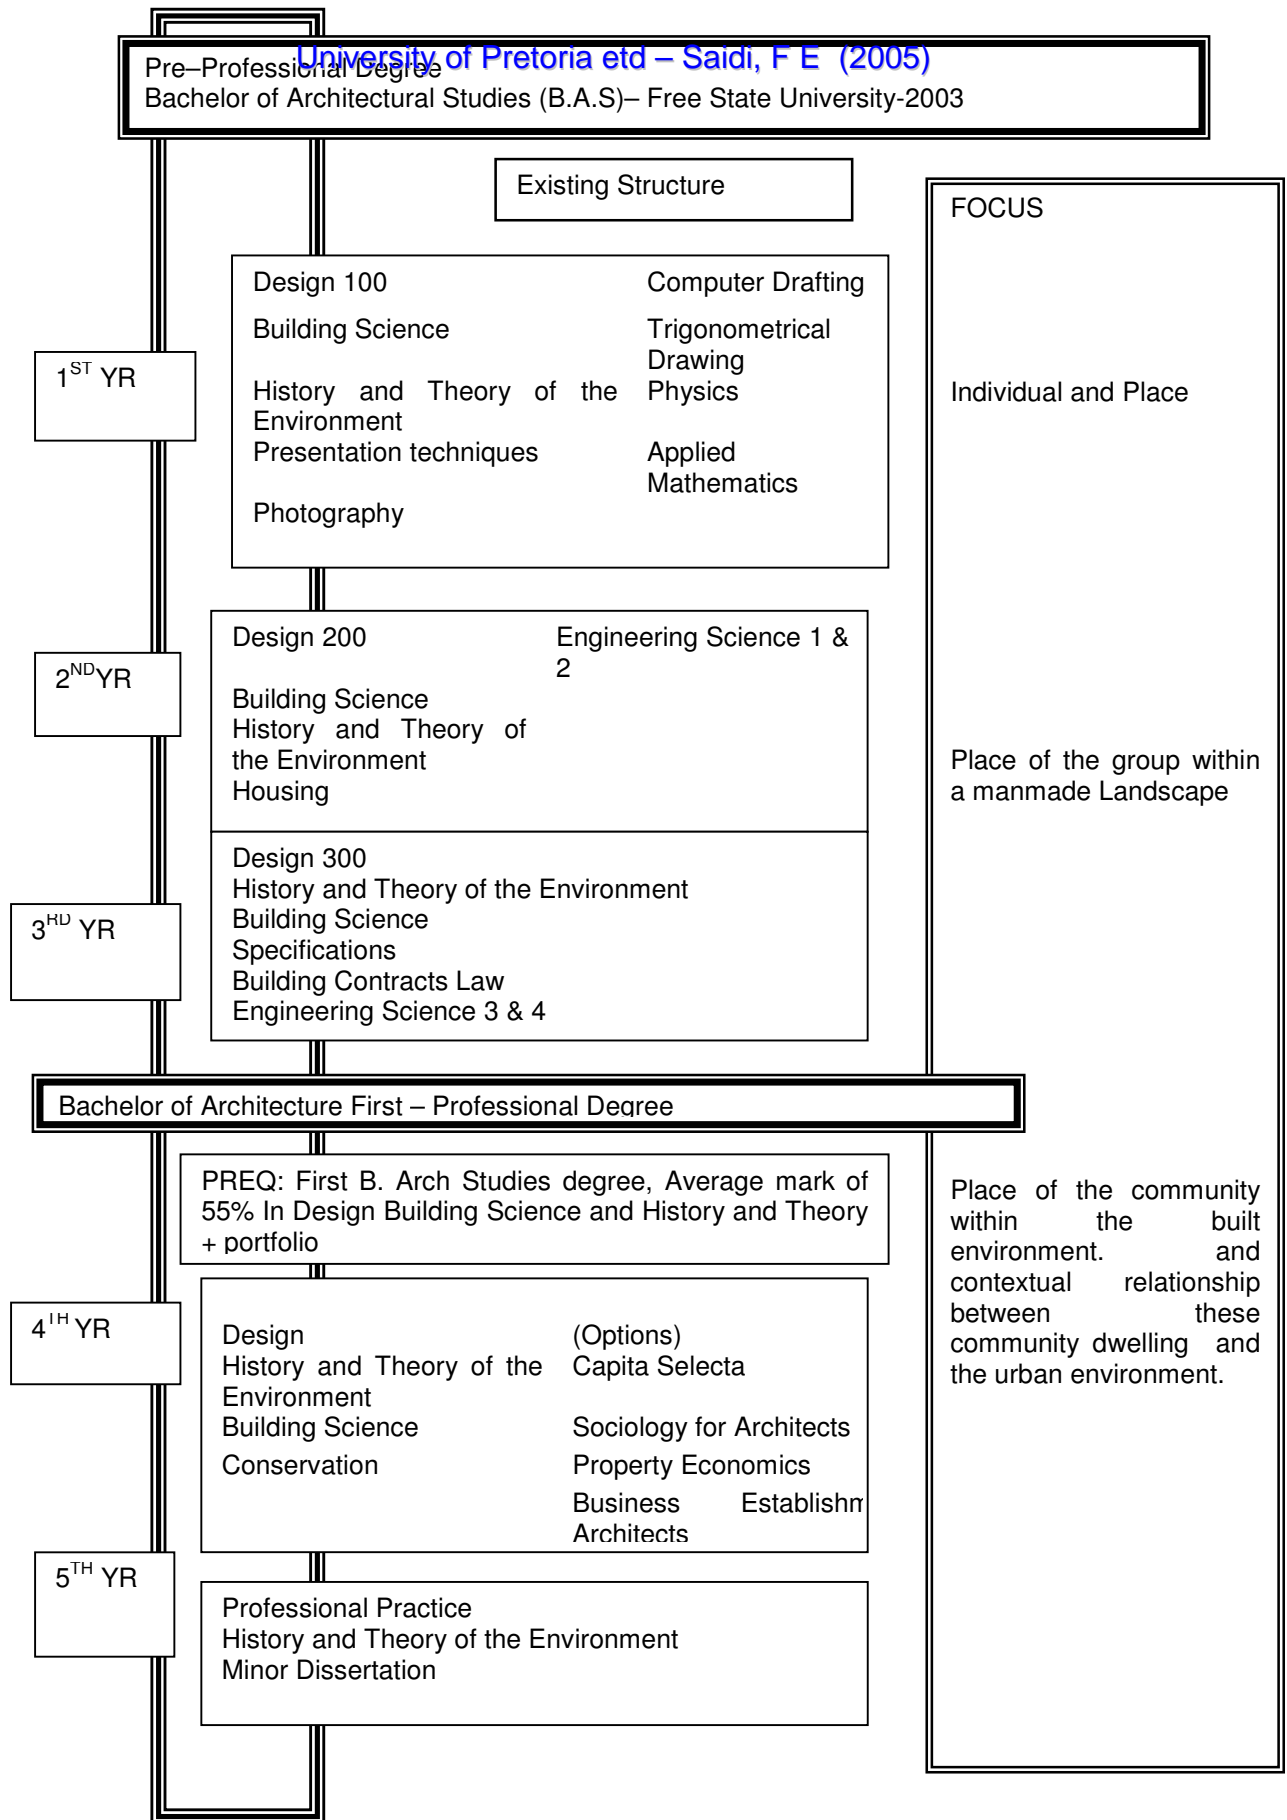 University of Pretoria etd – Saidi, F E (2005)
Pre–Professional Degree
Bachelor of Architectural Studies (B.A.S)– Free State University-2003
Existing Structure
FOCUS
1ST YR
Design 100
Computer Drafting
Building Science
Trigonometrical
Drawing
History and Theory of the
Environment
Physics
Presentation techniques
Applied
Mathematics
Photography
Individual and Place
2ND YR
Design 200
Engineering Science 1 &
2
Building Science
History and Theory of
the Environment
Housing
Place of the group within
a manmade Landscape
3RD YR
Design 300
History and Theory of the Environment
Building Science
Specifications
Building Contracts Law
Engineering Science 3 & 4
Bachelor of Architecture First – Professional Degree
PREQ: First B. Arch Studies degree, Average mark of
55% In Design Building Science and History and Theory
+ portfolio
Place of the community
within the built
environment. and
contextual relationship
between these
community dwelling and
the urban environment.
4TH YR
Design
(Options)
History and Theory of the
Environment
Capita Selecta
Building Science
Sociology for Architects
Conservation
Property Economics
Business Establishm
Architects
5TH YR
Professional Practice
History and Theory of the Environment
Minor Dissertation